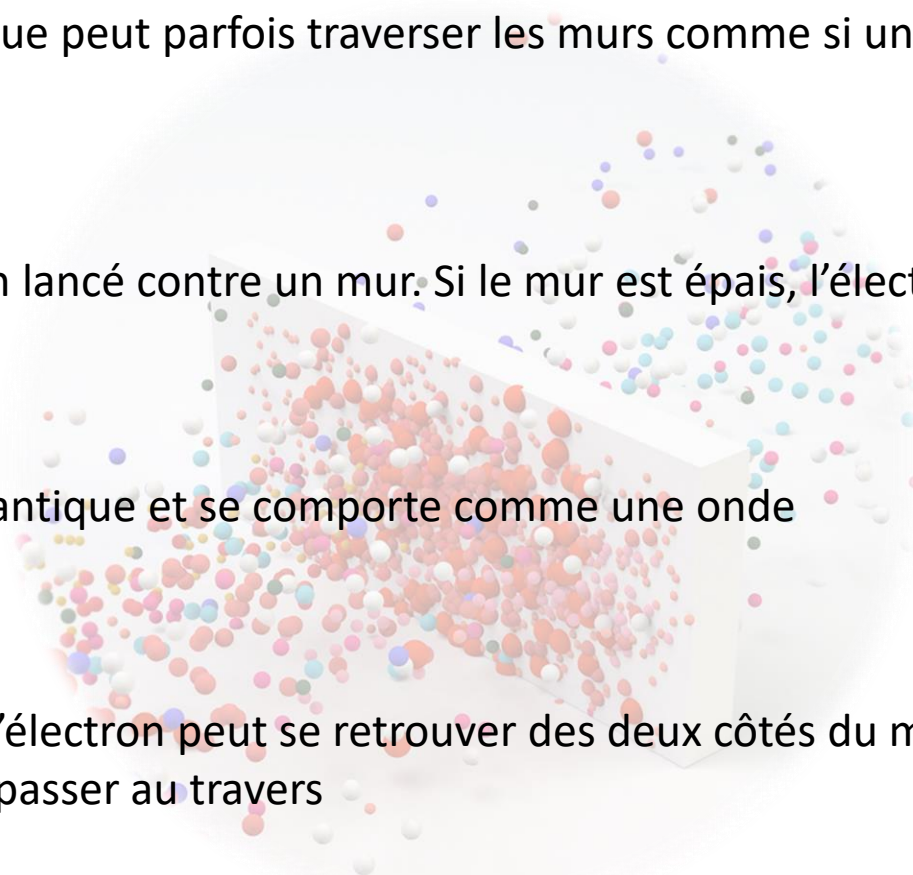 ue peut parfois traverser les murs comme si un
n lancé contre un mur. Si le mur est épais, l’élect
antique et se comporte comme une onde
’électron peut se retrouver des deux côtés du m
passer au travers